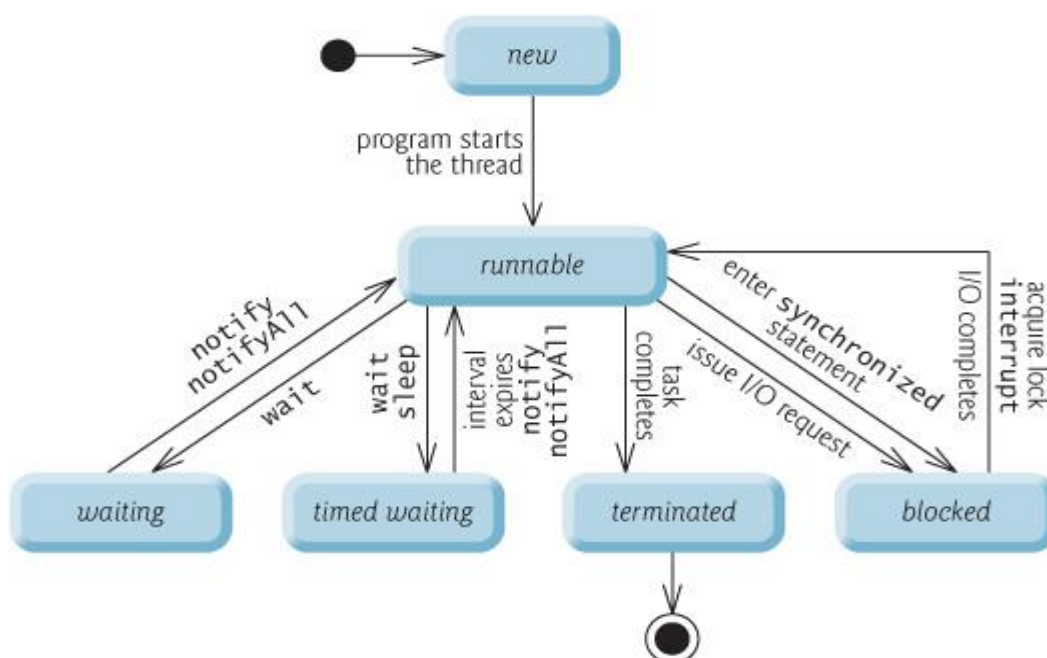 new
program starts
the thread
runnable
notify
notifyAll
wait
wait
sleep
interval
expires
notify
notifyAll
task
completes
issue I/O request
enter synchronized
statement
acquire lock
interrupt
I/O completes
waiting
timed waiting
terminated
blocked